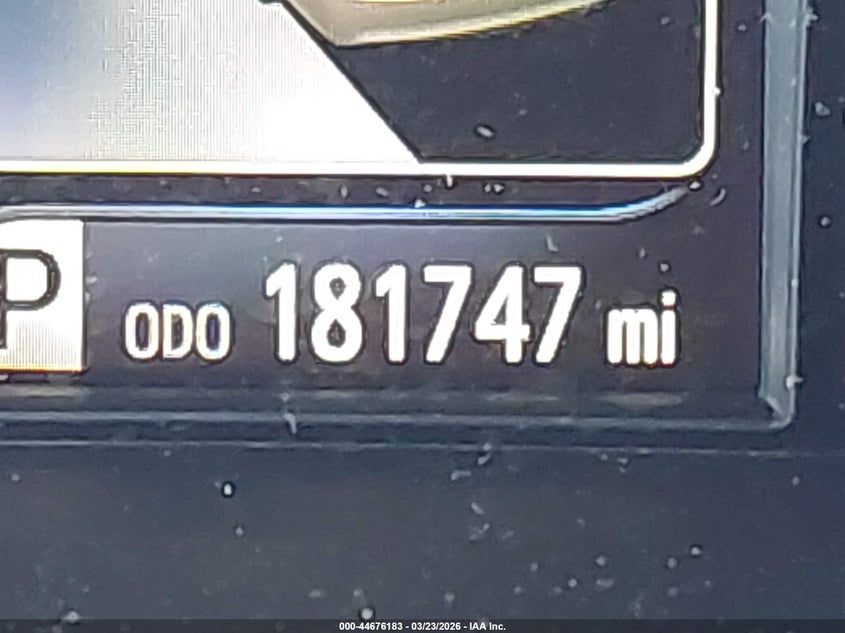 P ODO 181747 mi
000-44676183 - 03/23/2026 - IAA Inc.